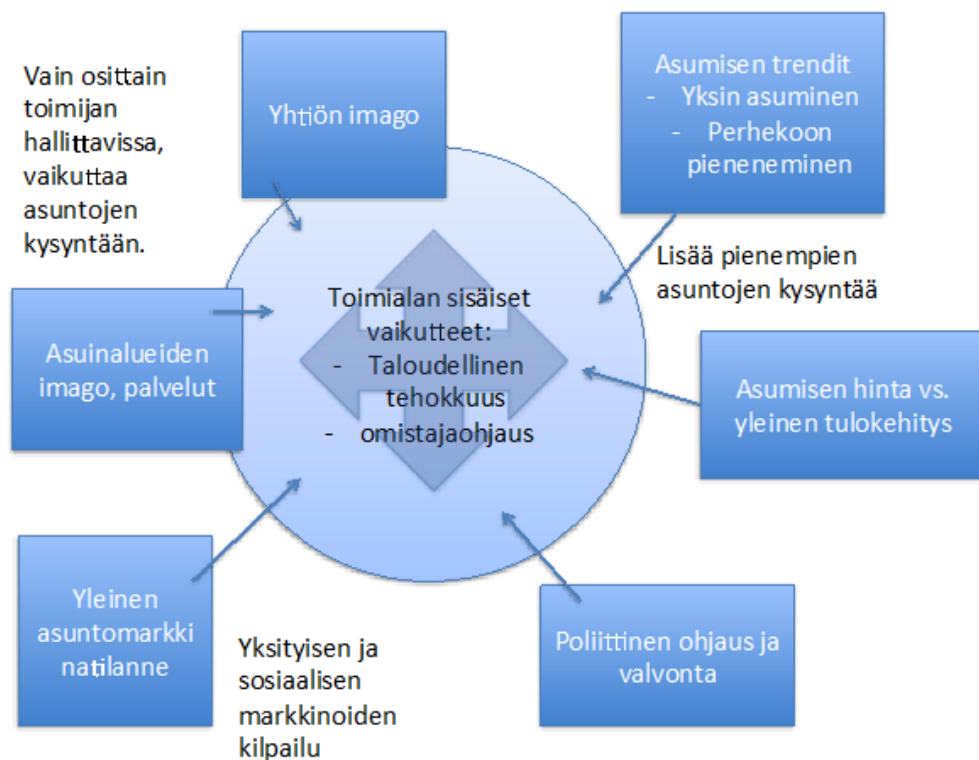 Vain osittain
toimijan
hallittavissa,
vaikuttaa
asuntojen
kysyntään.
Yhtiön imago
Asumisen trendit
- Yksin asuminen
- Perhekoon
pieneneminen
Lisää pienempien
asuntojen kysyntää
Toimialan sisäiset
vaikutteet:
- Taloudellinen
tehokkuus
- omistajaohjaus
Asuinalueiden
imago, palvelut
Asumisen hinta vs.
yleinen tulokehitys
Yleinen
asuntomarkki
natilanne
Yksityisen ja
sosiaalisen
markkinoiden
kilpailu
Poliittinen ohjaus ja
valvonta